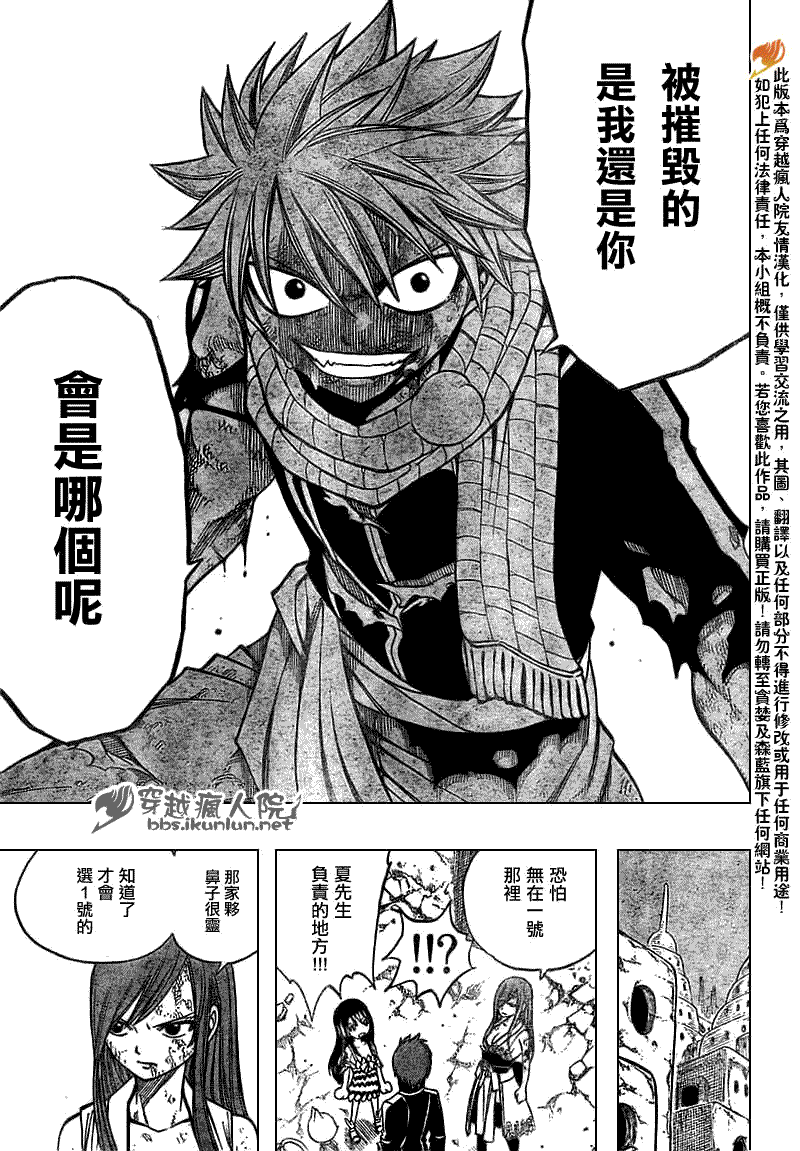 被摧毀的
是我還是你
會是哪個呢
穿越瘋人院
bbs.ikunlun.net
恐怕
無在一號
那裡
!!?
夏先生
負責的地方!!!
那家夥
鼻子很靈
知道了
才會
選1號的
此版本爲穿越瘋人院友情漢化，僅供學習交流之用，其圖、翻譯以及任何部分不得進行修改或用于任何商業用途！
如犯上任何法律責任，本小組概不負責。若您喜歡此作品，請購買正版！請勿轉至貪婪及森藍旗下任何網站！